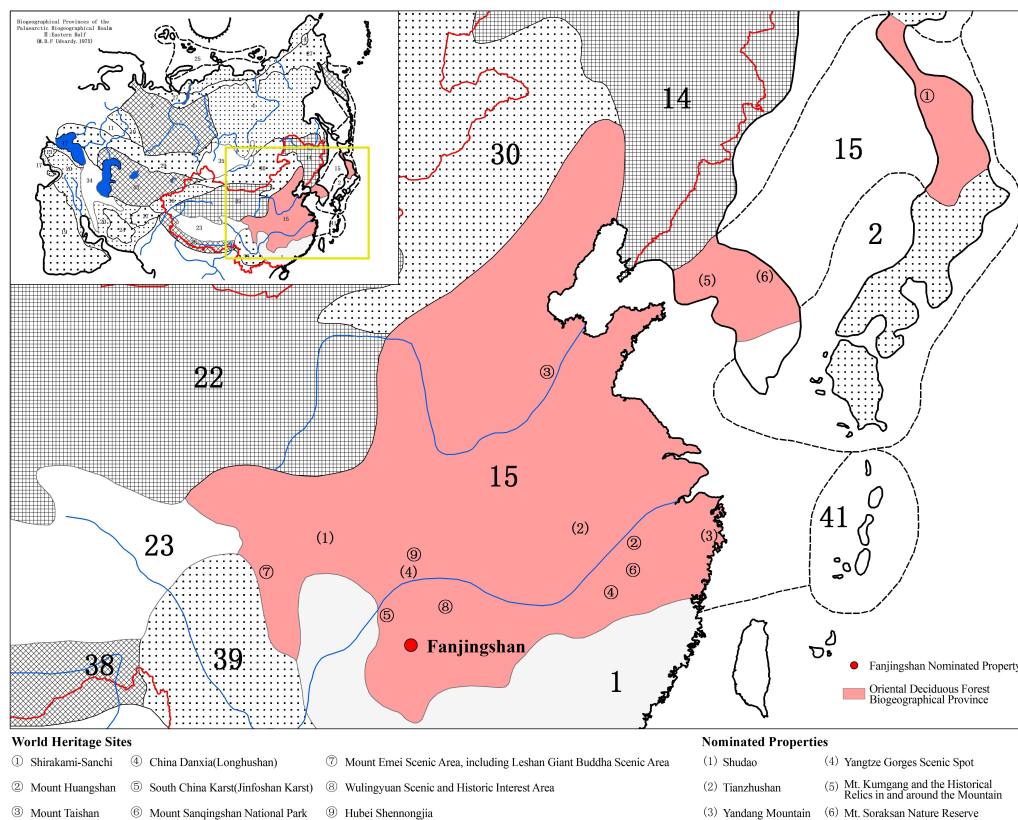 Biogeographical Provinces of the
Palaearctic Biogeographical Realm
Ⅱ:Eastern Half
(M.D.F Udvardy.1975)
14
30
15
①
2
(5)
(6)
22
③
15
41
(1)
(2)
②
(3)
23
⑨
(4)
⑥
⑦
④
⑤
⑧
Fanjingshan
38
39
1
Fanjingshan Nominated Property
Oriental Deciduous Forest
Biogeographical Province
World Heritage Sites
① Shirakami-Sanchi
② Mount Huangshan
③ Mount Taishan
④ China Danxia(Longhushan)
⑤ South China Karst(Jinfoshan Karst)
⑥ Mount Sanqingshan National Park
⑦ Mount Emei Scenic Area, including Leshan Giant Buddha Scenic Area
⑧ Wulingyuan Scenic and Historic Interest Area
⑨ Hubei Shennongjia
Nominated Properties
(1) Shudao
(2) Tianzhushan
(3) Yandang Mountain
(4) Yangtze Gorges Scenic Spot
(5) Mt. Kumgang and the Historical
Relics in and around the Mountain
(6) Mt. Soraksan Nature Reserve